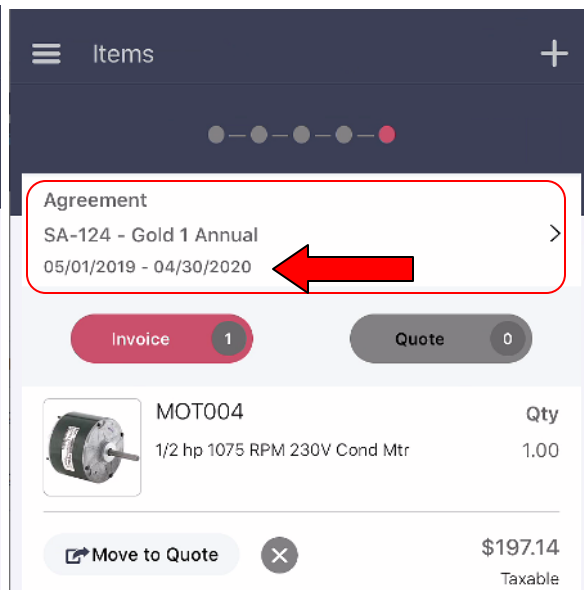 Items
Agreement
SA-124 - Gold 1 Annual
05/01/2019 - 04/30/2020
Invoice 1 Quote 0
MOT004 Qty
1/2 hp 1075 RPM 230V Cond Mtr 1.00
Move to Quote $197.14
Taxable